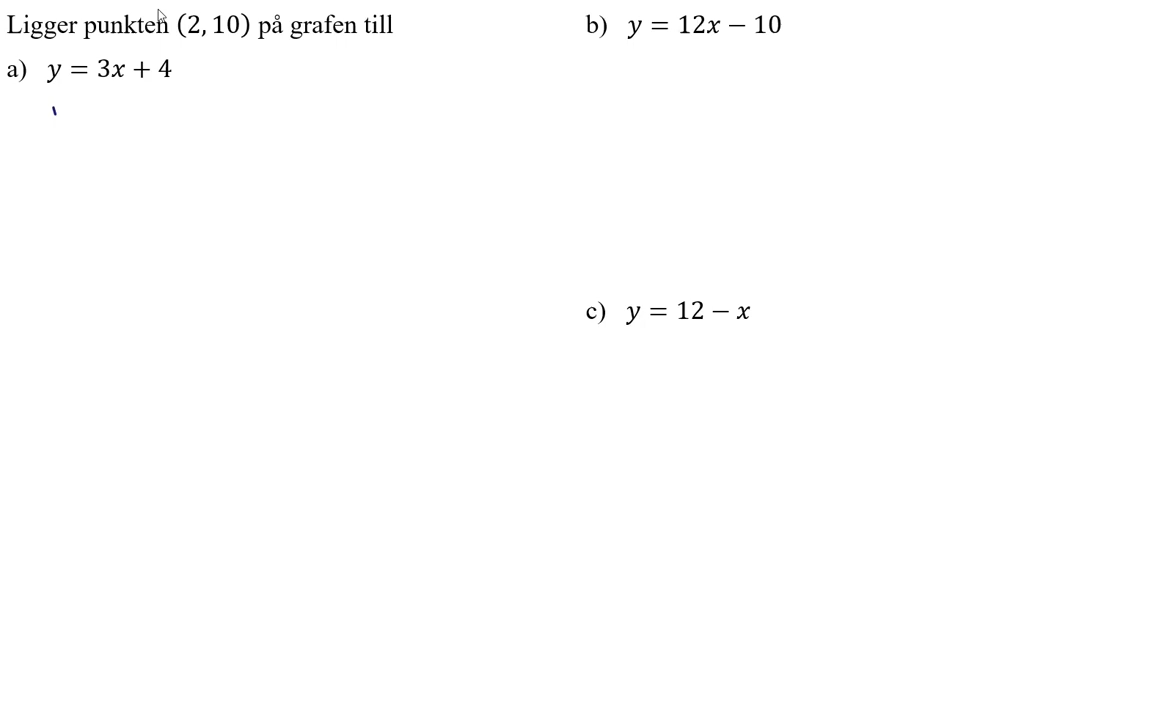 Ligger punkten (2, 10) på grafen till
a) y = 3x + 4
b) y = 12x − 10
c) y = 12 − x